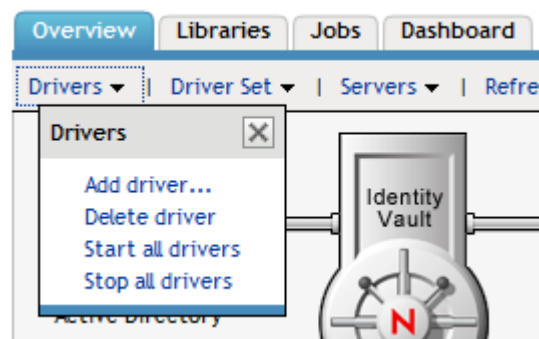 Overview Libraries Jobs Dashboard
Drivers | Driver Set | Servers | Refre
Drivers
Add driver...
Delete driver
Start all drivers
Stop all drivers
Identity
Vault
N
Active Directory